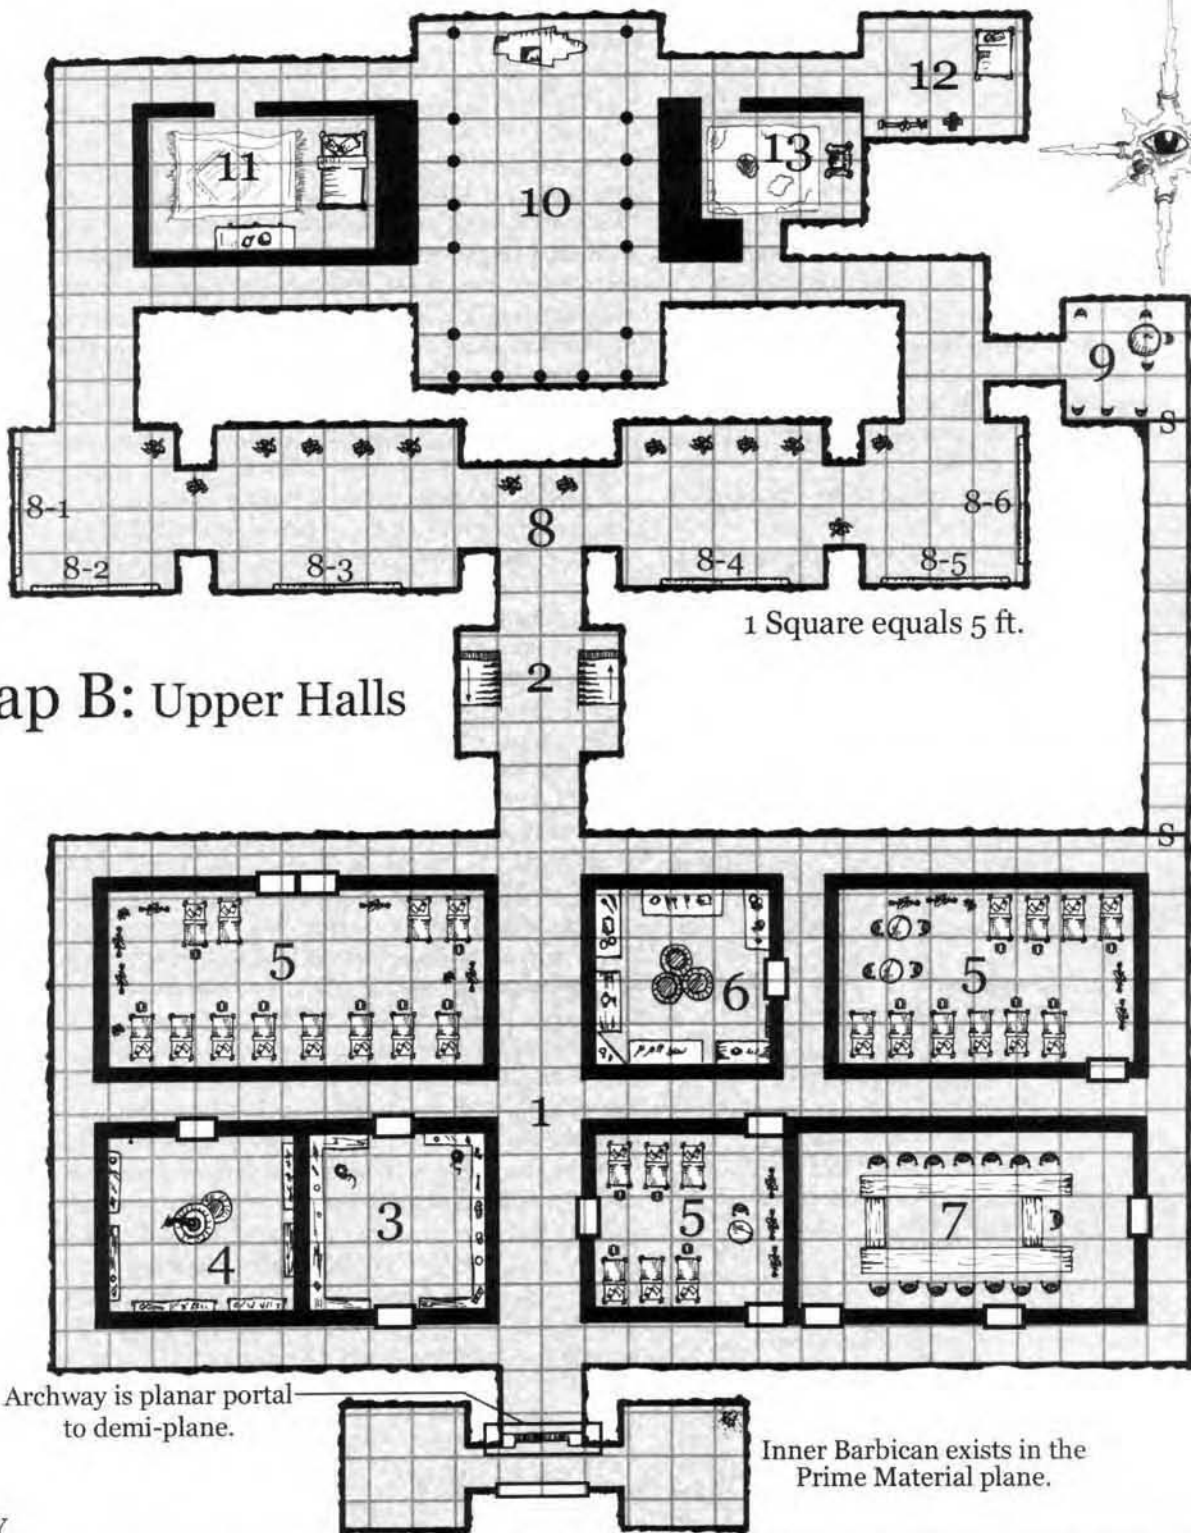 12
11
13
10
9
S
8-1
8-6
8
8-2
8-3
8-4
8-5
1 Square equals 5 ft.
2
ap B: Upper Halls
S
5
6
5
1
4
3
5
7
Archway is planar portal
to demi-plane.
Inner Barbican exists in the
Prime Material plane.